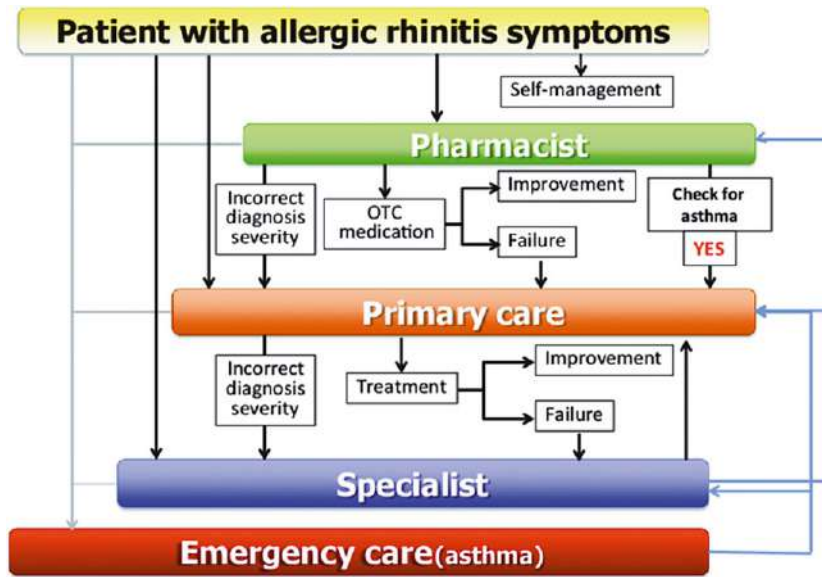 Patient with allergic rhinitis symptoms
Self-management
Pharmacist
Incorrect
diagnosis
severity
OTC
medication
Improvement
Failure
Check for
asthma
YES
Primary care
Incorrect
diagnosis
severity
Treatment
Improvement
Failure
Specialist
Emergency care(asthma)